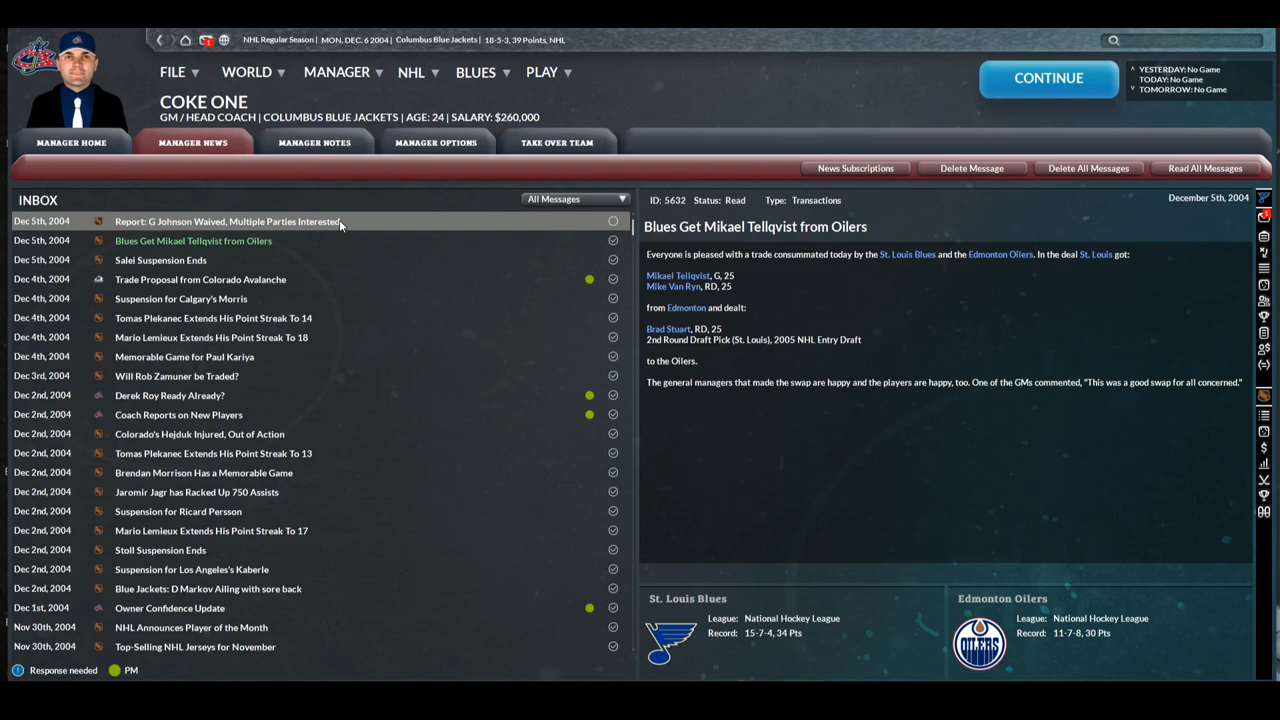 NHL Regular Season | MON. DEC. 6 2004 | Columbus Blue Jackets | 18-5-3, 39 Points, NHL
FILE WORLD MANAGER NHL BLUES PLAY
CONTINUE
YESTERDAY: No Game
TODAY: No Game
TOMORROW: No Game
COKE ONE
GM / HEAD COACH | COLUMBUS BLUE JACKETS | AGE: 24 | SALARY: $260,000
MANAGER HOME MANAGER NEWS MANAGER NOTES MANAGER OPTIONS TAKE OVER TEAM
News Subscriptions Delete Message Delete All Messages Read All Messages
INBOX All Messages
Dec 5th, 2004 Report: G Johnson Waived, Multiple Parties Interested
Dec 5th, 2004 Blues Get Mikael Tellqvist from Oilers
Dec 5th, 2004 Salei Suspension Ends
Dec 4th, 2004 Trade Proposal from Colorado Avalanche
Dec 4th, 2004 Suspension for Calgary's Morris
Dec 4th, 2004 Tomas Plekanec Extends His Point Streak To 14
Dec 4th, 2004 Mario Lemieux Extends His Point Streak To 18
Dec 4th, 2004 Memorable Game for Paul Kariya
Dec 3rd, 2004 Will Rob Zamuner be Traded?
Dec 2nd, 2004 Derek Roy Ready Already?
Dec 2nd, 2004 Coach Reports on New Players
Dec 2nd, 2004 Colorado's Hejduk Injured, Out of Action
Dec 2nd, 2004 Tomas Plekanec Extends His Point Streak To 13
Dec 2nd, 2004 Brendan Morrison Has a Memorable Game
Dec 2nd, 2004 Jaromir Jagr has Racked Up 750 Assists
Dec 2nd, 2004 Suspension for Ricard Persson
Dec 2nd, 2004 Mario Lemieux Extends His Point Streak To 17
Dec 2nd, 2004 Stoll Suspension Ends
Dec 2nd, 2004 Suspension for Los Angeles's Kaberle
Dec 2nd, 2004 Blue Jackets: D Markov Ailing with sore back
Dec 1st, 2004 Owner Confidence Update
Nov 30th, 2004 NHL Announces Player of the Month
Nov 30th, 2004 Top-Selling NHL Jerseys for November
Response needed PM
ID: 5632 Status: Read Type: Transactions December 5th, 2004
Blues Get Mikael Tellqvist from Oilers
Everyone is pleased with a trade consummated today by the St. Louis Blues and the Edmonton Oilers. In the deal St. Louis got:
Mikael Tellqvist, G, 25
Mike Van Ryn, RD, 25
from Edmonton and dealt:
Brad Stuart, RD, 25
2nd Round Draft Pick (St. Louis), 2005 NHL Entry Draft
to the Oilers.
The general managers that made the swap are happy and the players are happy, too. One of the GMs commented, "This was a good swap for all concerned."
St. Louis Blues
League: National Hockey League
Record: 15-7-4, 34 Pts
Edmonton Oilers
League: National Hockey League
Record: 11-7-8, 30 Pts
OILERS